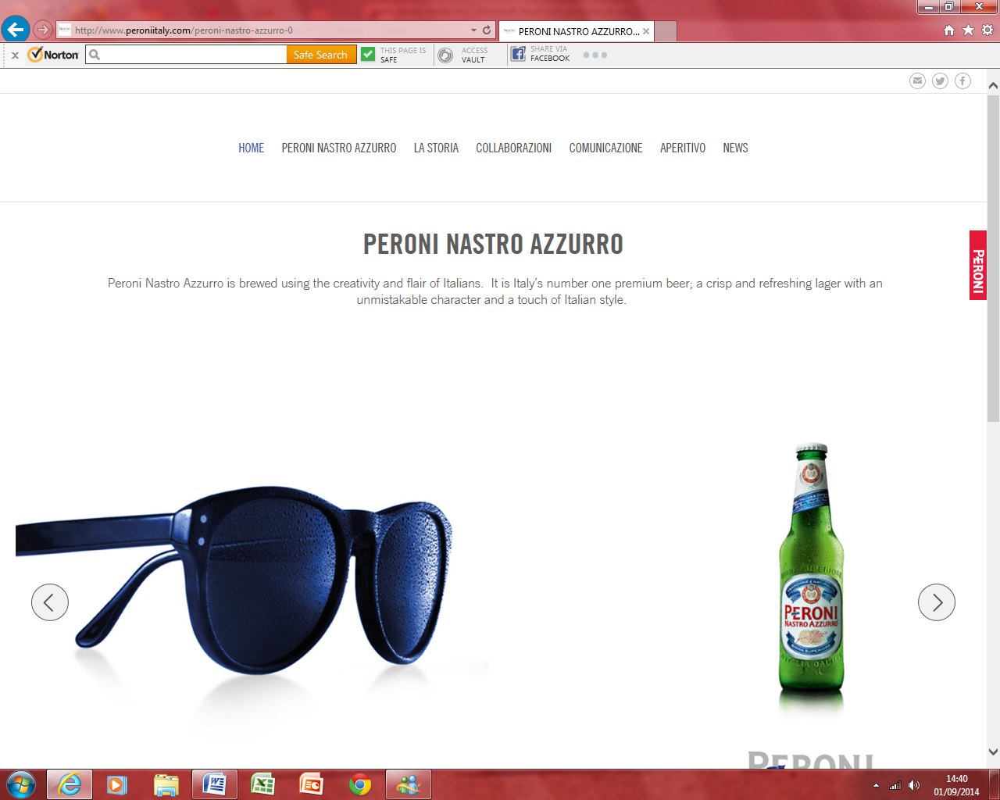 http://www.peroniitaly.com/peroni-nastro-azzurro-0
PERONI NASTRO AZZURRO...
Norton
Safe Search
THIS PAGE IS
SAFE
ACCESS
VAULT
SHARE VIA
FACEBOOK
HOME PERONI NASTRO AZZURRO LA STORIA COLLABORAZIONI COMUNICAZIONE APERITIVO NEWS
PERONI NASTRO AZZURRO
PERONI
Peroni Nastro Azzurro is brewed using the creativity and flair of Italians. It is Italy's number one premium beer; a crisp and refreshing lager with an
unmistakable character and a touch of Italian style.
BIRRA SUPERIORE
PERONI
NASTRO AZZURRO
BIRRA SUPERIORE
PERONI
14:40
01/09/2014